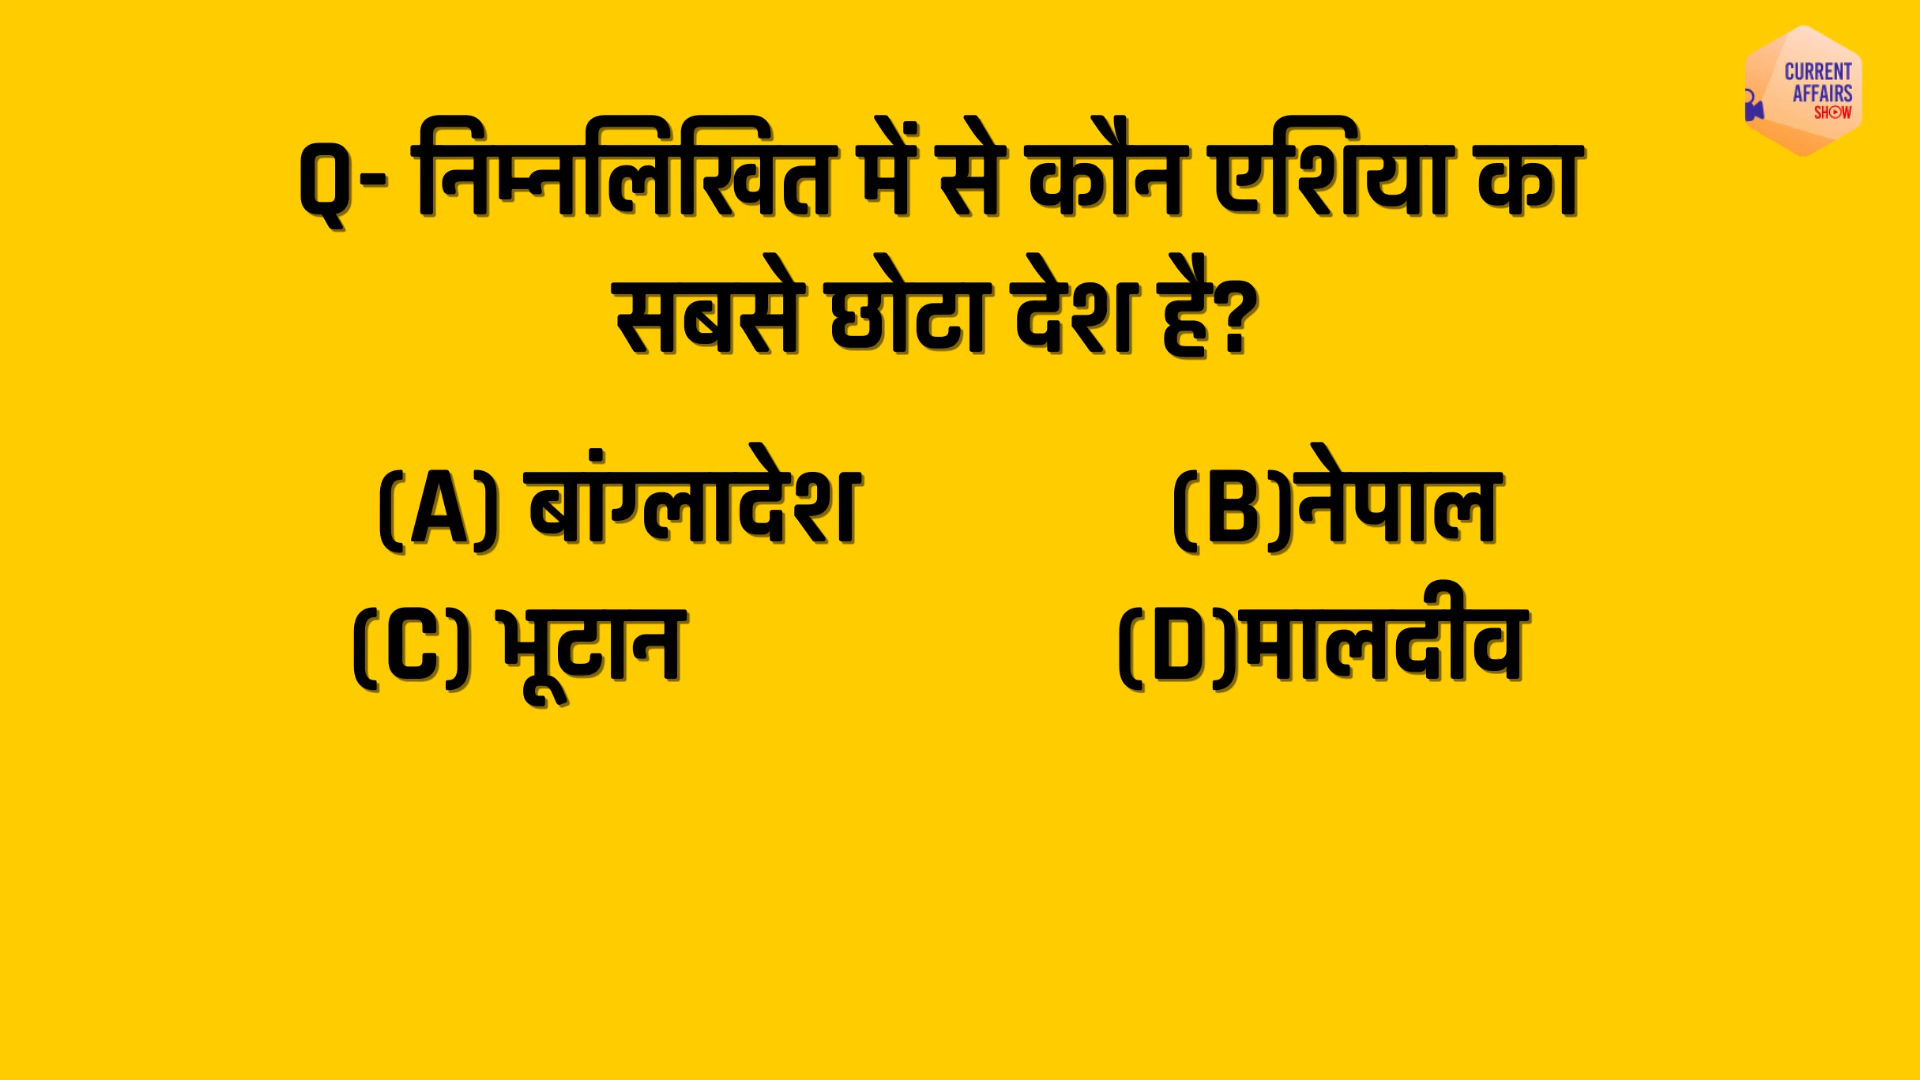 CURRENT
AFFAIRS
SHOW
Q- निम्नलिखित में से कौन एशिया का
सबसे छोटा देश है?
(A) बांग्लादेश (B)नेपाल
(C) भूटान (D)मालदीव